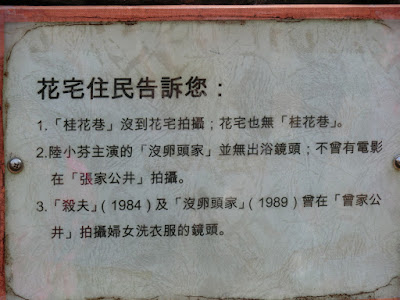 花宅住民告訴您：
1.「桂花巷」沒到花宅拍攝；花宅也無「桂花巷」。
2.陸小芬主演的「沒卵頭家」並無出浴鏡頭；不曾有電影
在「張家公井」拍攝。
3.「殺夫」(1984)及「沒卵頭家」(1989)曾在「曾家公
井」拍攝婦女洗衣服的鏡頭。